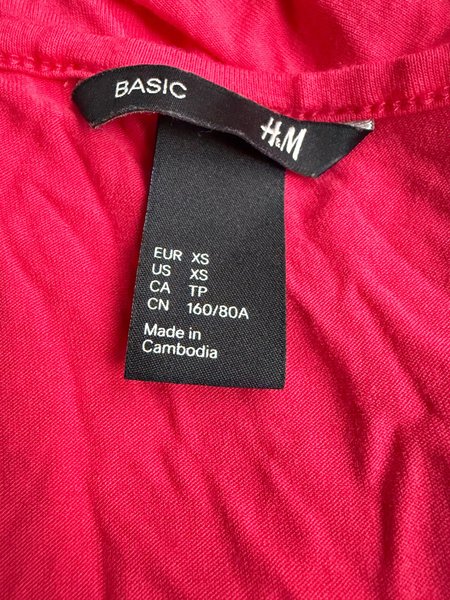 BASIC
H&M
EUR XS
US XS
CA TP
CN 160/80A
Made in
Cambodia